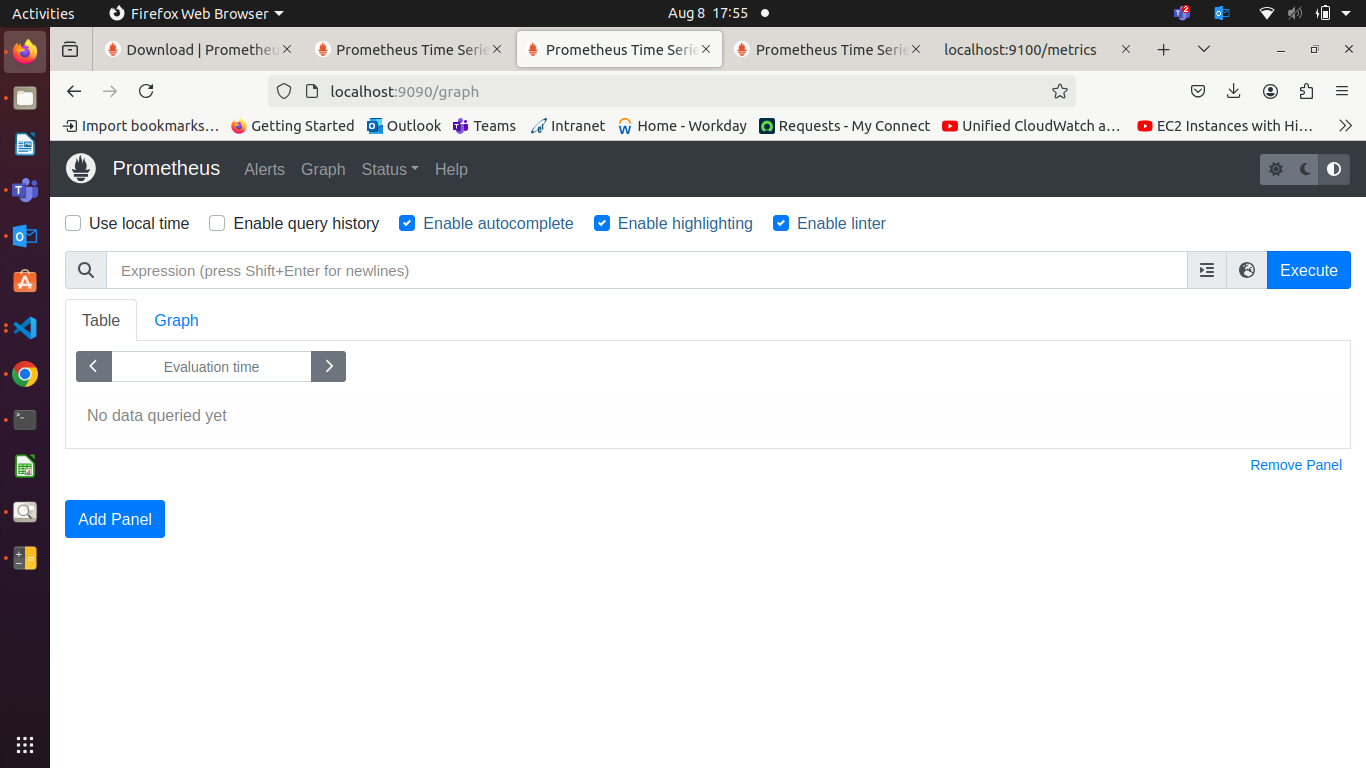 Activities Firefox Web Browser Aug 8 17:55 2
Download | Prometheu Prometheus Time Serie Prometheus Time Serie Prometheus Time Serie localhost:9100/metrics
localhost:9090/graph
Import bookmarks… Getting Started Outlook Teams Intranet Home - Workday Requests - My Connect Unified CloudWatch a… EC2 Instances with Hi…
Prometheus Alerts Graph Status Help
Use local time Enable query history Enable autocomplete Enable highlighting Enable linter
Expression (press Shift+Enter for newlines) Execute
Table Graph
Evaluation time
No data queried yet
Remove Panel
Add Panel